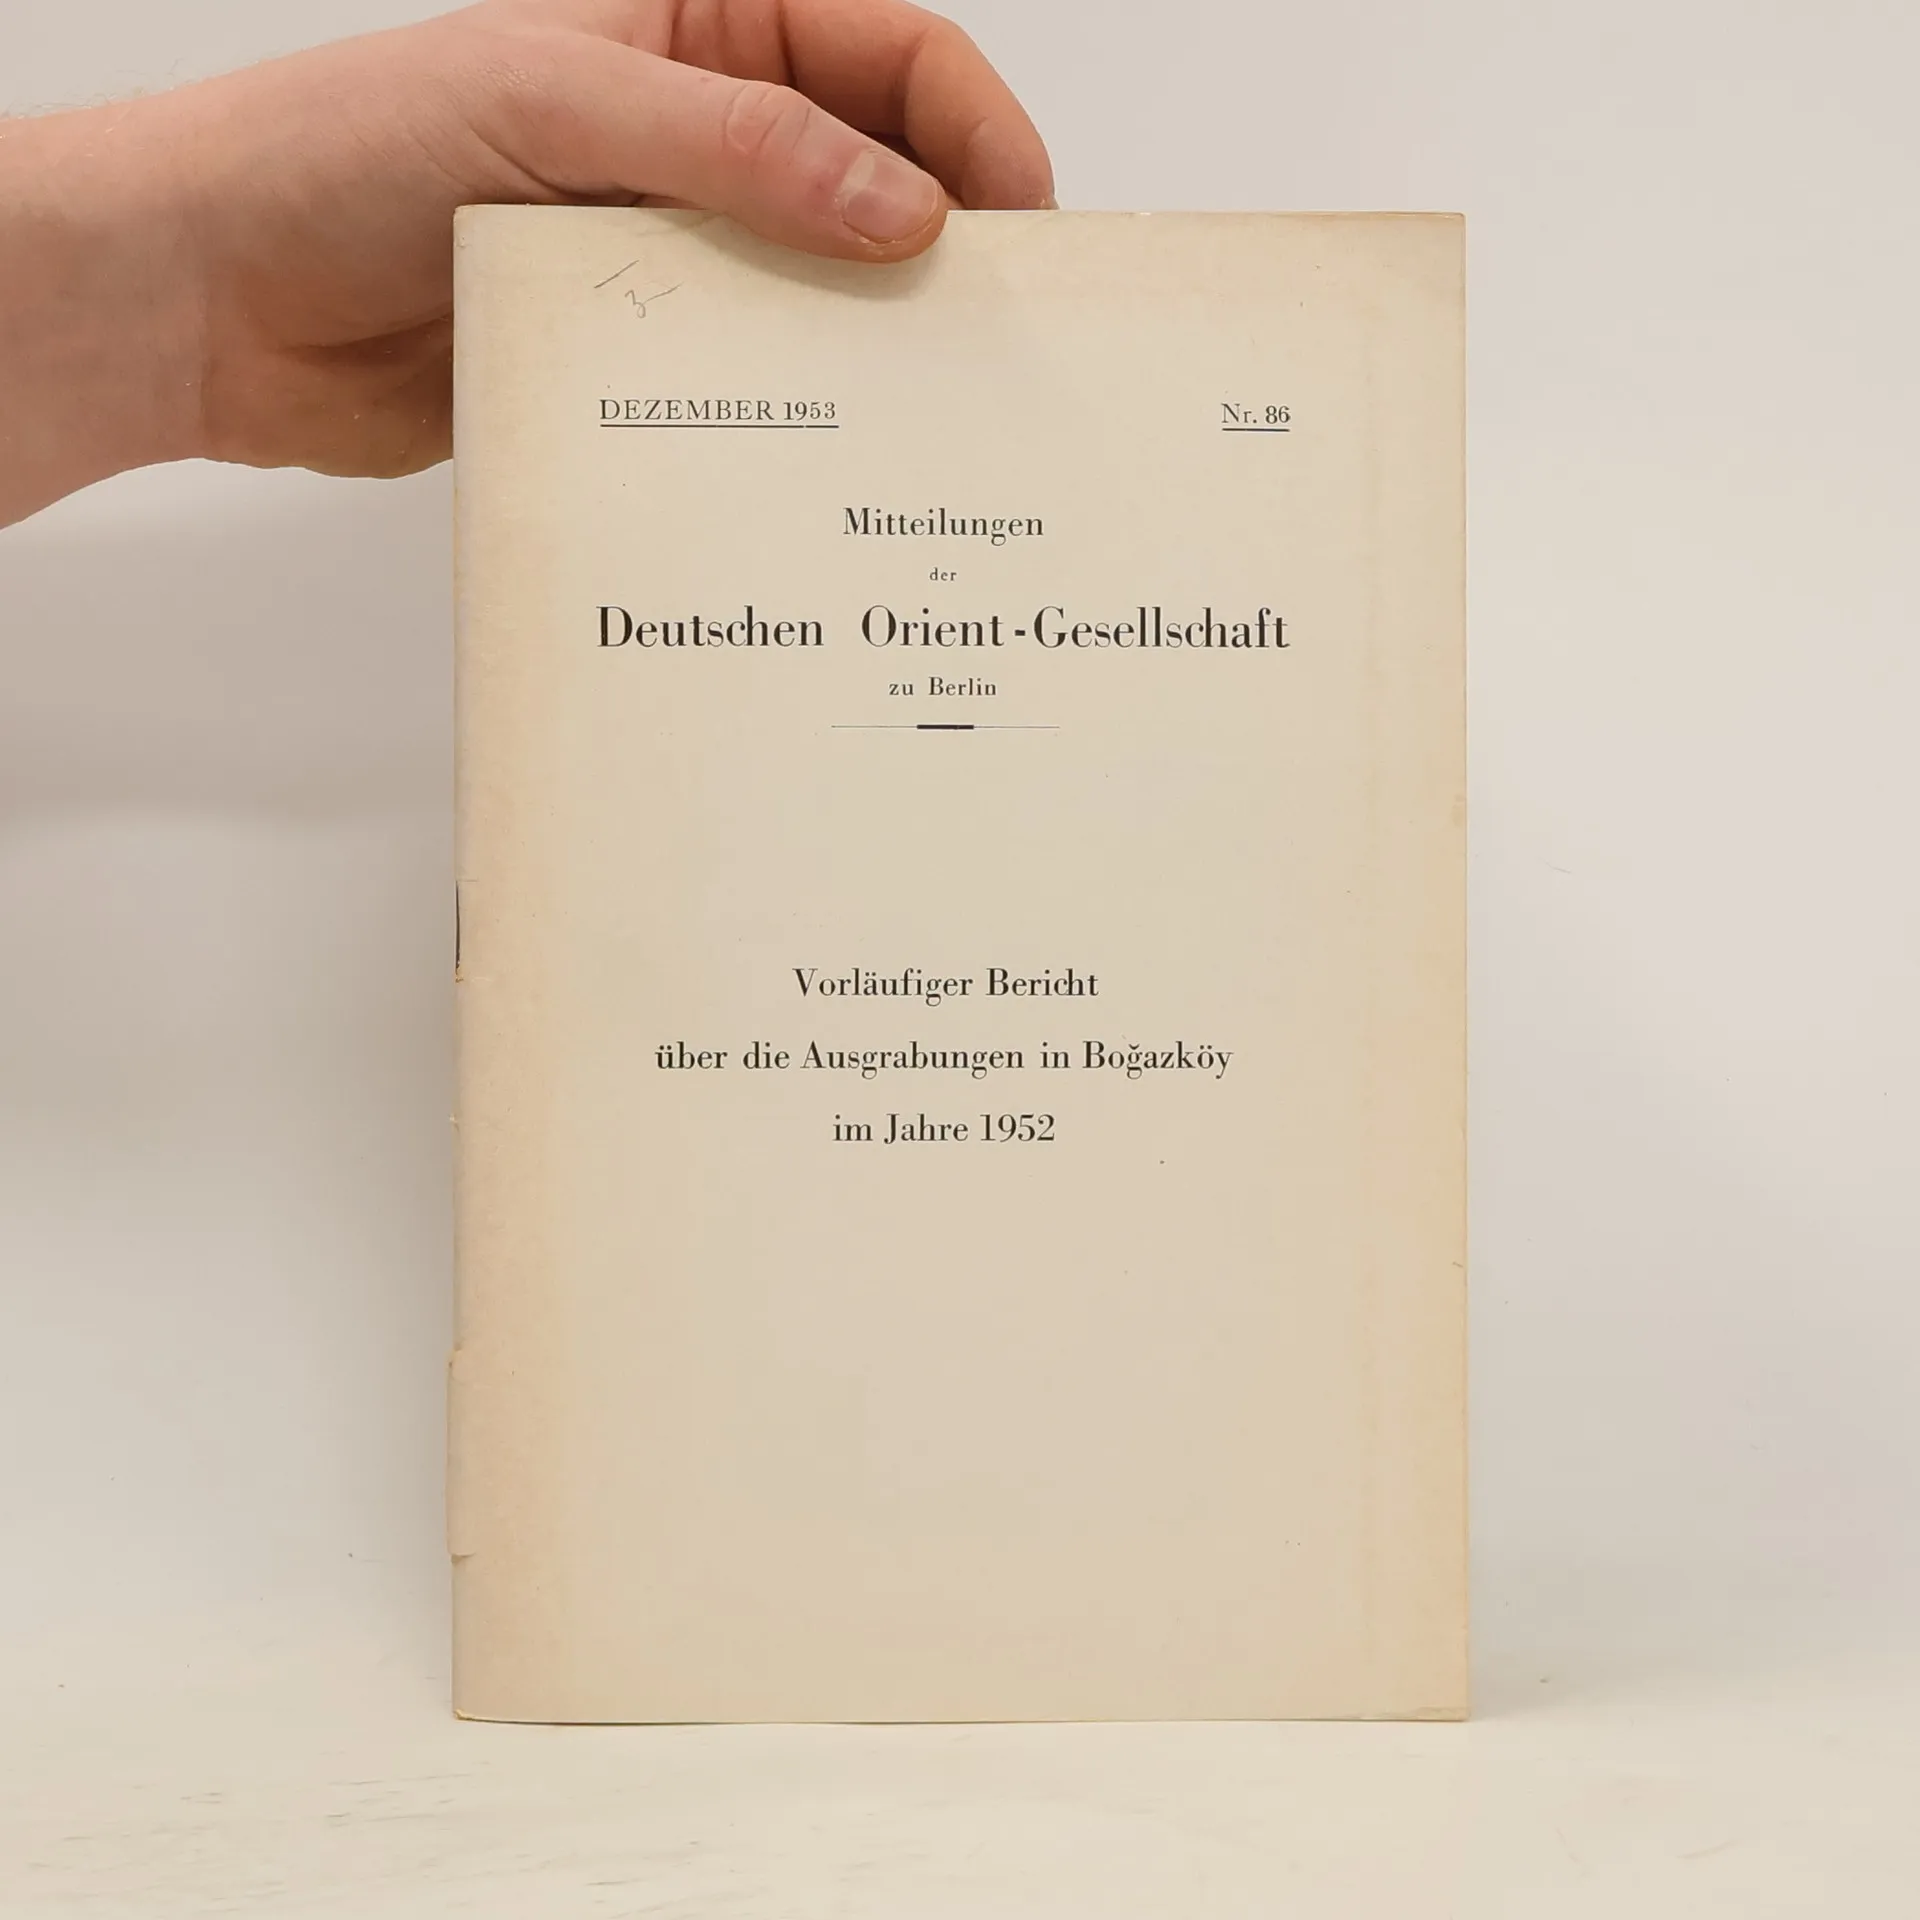 3
DEZEMBER 1953 Nr. 86
Mitteilungen
der
Deutschen Orient-Gesellschaft
zu Berlin
Vorläufiger Bericht
über die Ausgrabungen in Boğazköy
im Jahre 1952